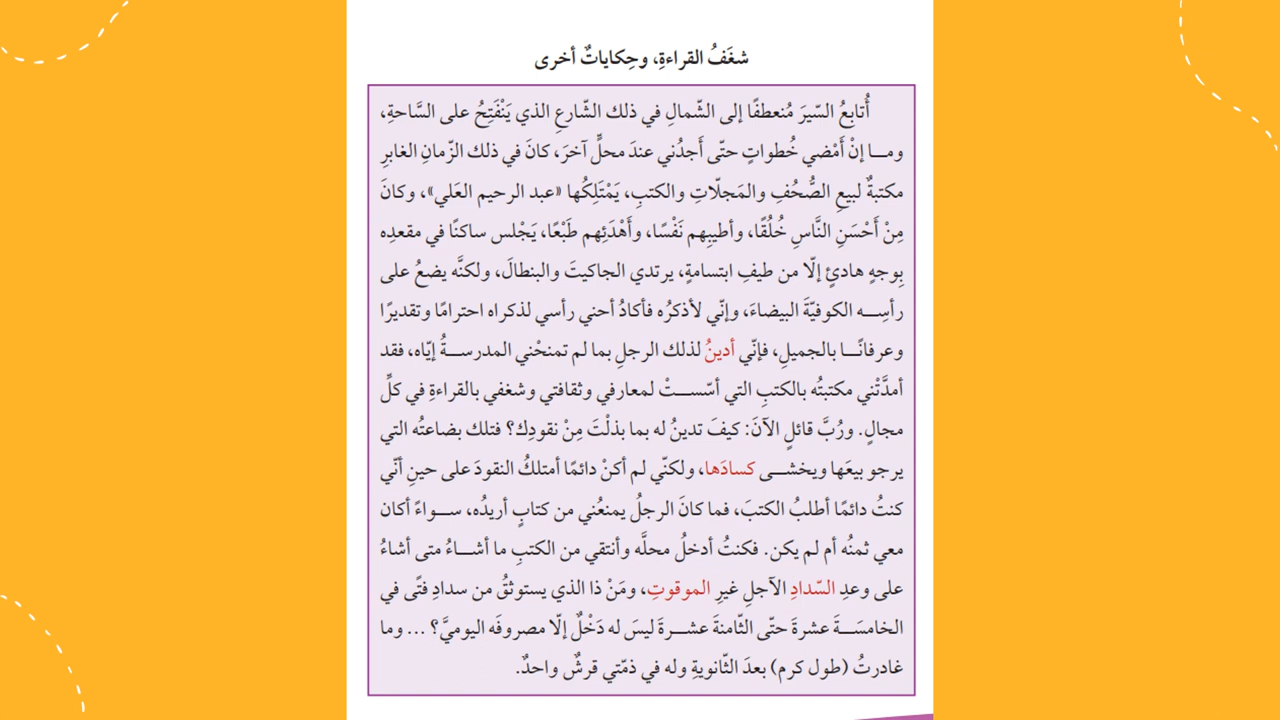 شغَفُ القراءةِ، وحِكاياتٌ أخرى
أُتابِعُ السّيرَ مُنعطفًا إلى الشّمالِ في ذلك الشّارعِ الذي يَنْفَتِحُ على السَّاحةِ،
ومـا إنْ أَمْضي خُطواتٍ حتّى أَجدُني عندَ محلٍّ آخرَ، كانَ في ذلك الزّمانِ الغابرِ
مكتبةٌ لبيعِ الصُّحُفِ والمَجلّاتِ والكتبِ، يَمْتَلِكُها «عبد الرحيم العَلي»، وكانَ
مِنْ أَحْسَنِ النَّاسِ خُلُقًا، وأطيبِهم نَفْسًا، وأَهْدَئِهم طَبْعًا، يَجْلس ساكنًا في مقعدِه
بِوجهٍ هادئٍ إلّا من طيفِ ابتسامةٍ، يرتدي الجاكيتَ والبنطالَ، ولكنَّه يضعُ على
رأسِـه الكوفيّةَ البيضاءَ، وإنّي لأذكرُه فأكادُ أحني رأسي لذكراه احترامًا وتقديرًا
وعرفانًـا بالجميلِ، فإنّي أدينُ لذلك الرجلِ بما لم تمنحْني المدرسـةُ إيّاه، فقد
أمدَّتْني مكتبتُه بالكتبِ التي أسّسـتْ لمعارفي وثقافتي وشغفي بالقراءةِ في كلِّ
مجالٍ. ورُبَّ قائلٍ الآنَ: كيفَ تدينُ له بما بذلْتَ مِنْ نقودِك؟ فتلك بضاعتُه التي
يرجو بيعَها ويخشـى كسادَها، ولكنّي لم أكنْ دائمًا أمتلكُ النقودَ على حينِ أنّي
كنتُ دائمًا أطلبُ الكتبَ، فما كانَ الرجلُ يمنعُني من كتابٍ أريدُه، سـواءً أكان
معي ثمنُه أم لم يكن. فكنتُ أدخلُ محلَّه وأنتقي من الكتبِ ما أشـاءُ متى أشاءُ
على وعدِ السّدادِ الآجلِ غيرِ الموقوتِ، ومَنْ ذا الذي يستوثقُ من سدادِ فتًى في
الخامسَـةَ عشرةَ حتّى الثّامنةَ عشـرةَ ليسَ له دَخْلٌ إلّا مصروفَه اليوميَّ؟ ... وما
غادرتُ (طول كرم) بعدَ الثّانويةِ وله في ذمّتي قرشٌ واحدٌ.